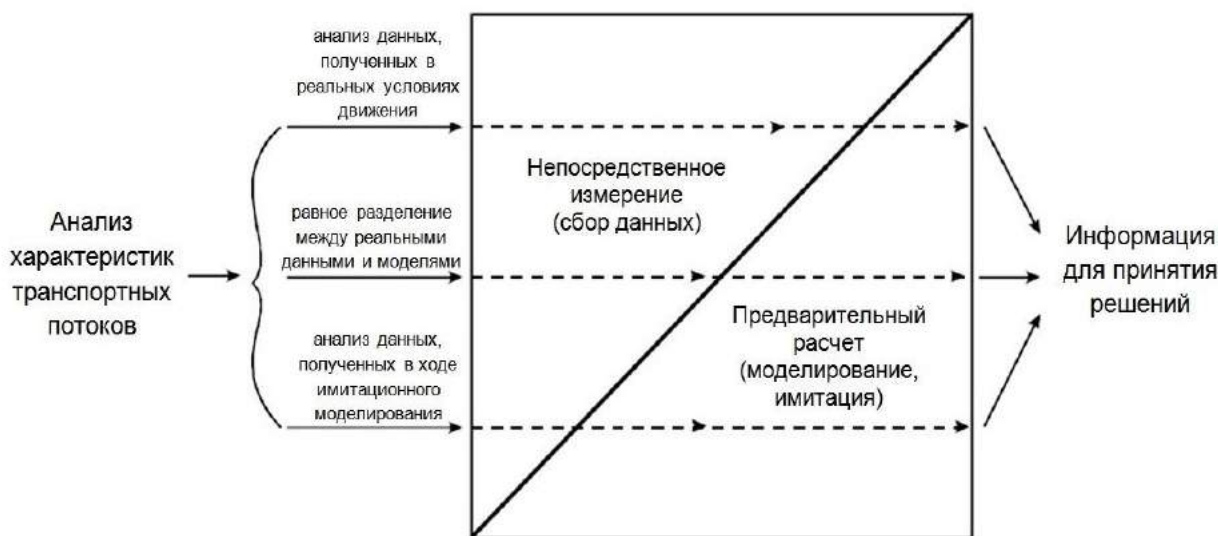 Анализ
характеристик
транспортных
потоков
анализ данных,
полученных в
реальных условиях
движения
равное разделение
между реальными
данными и моделями
анализ данных,
полученных в ходе
имитационного
моделирования
Непосредственное
измерение
(сбор данных)
Предварительный
расчет
(моделирование,
имитация)
Информация
для принятия
решений